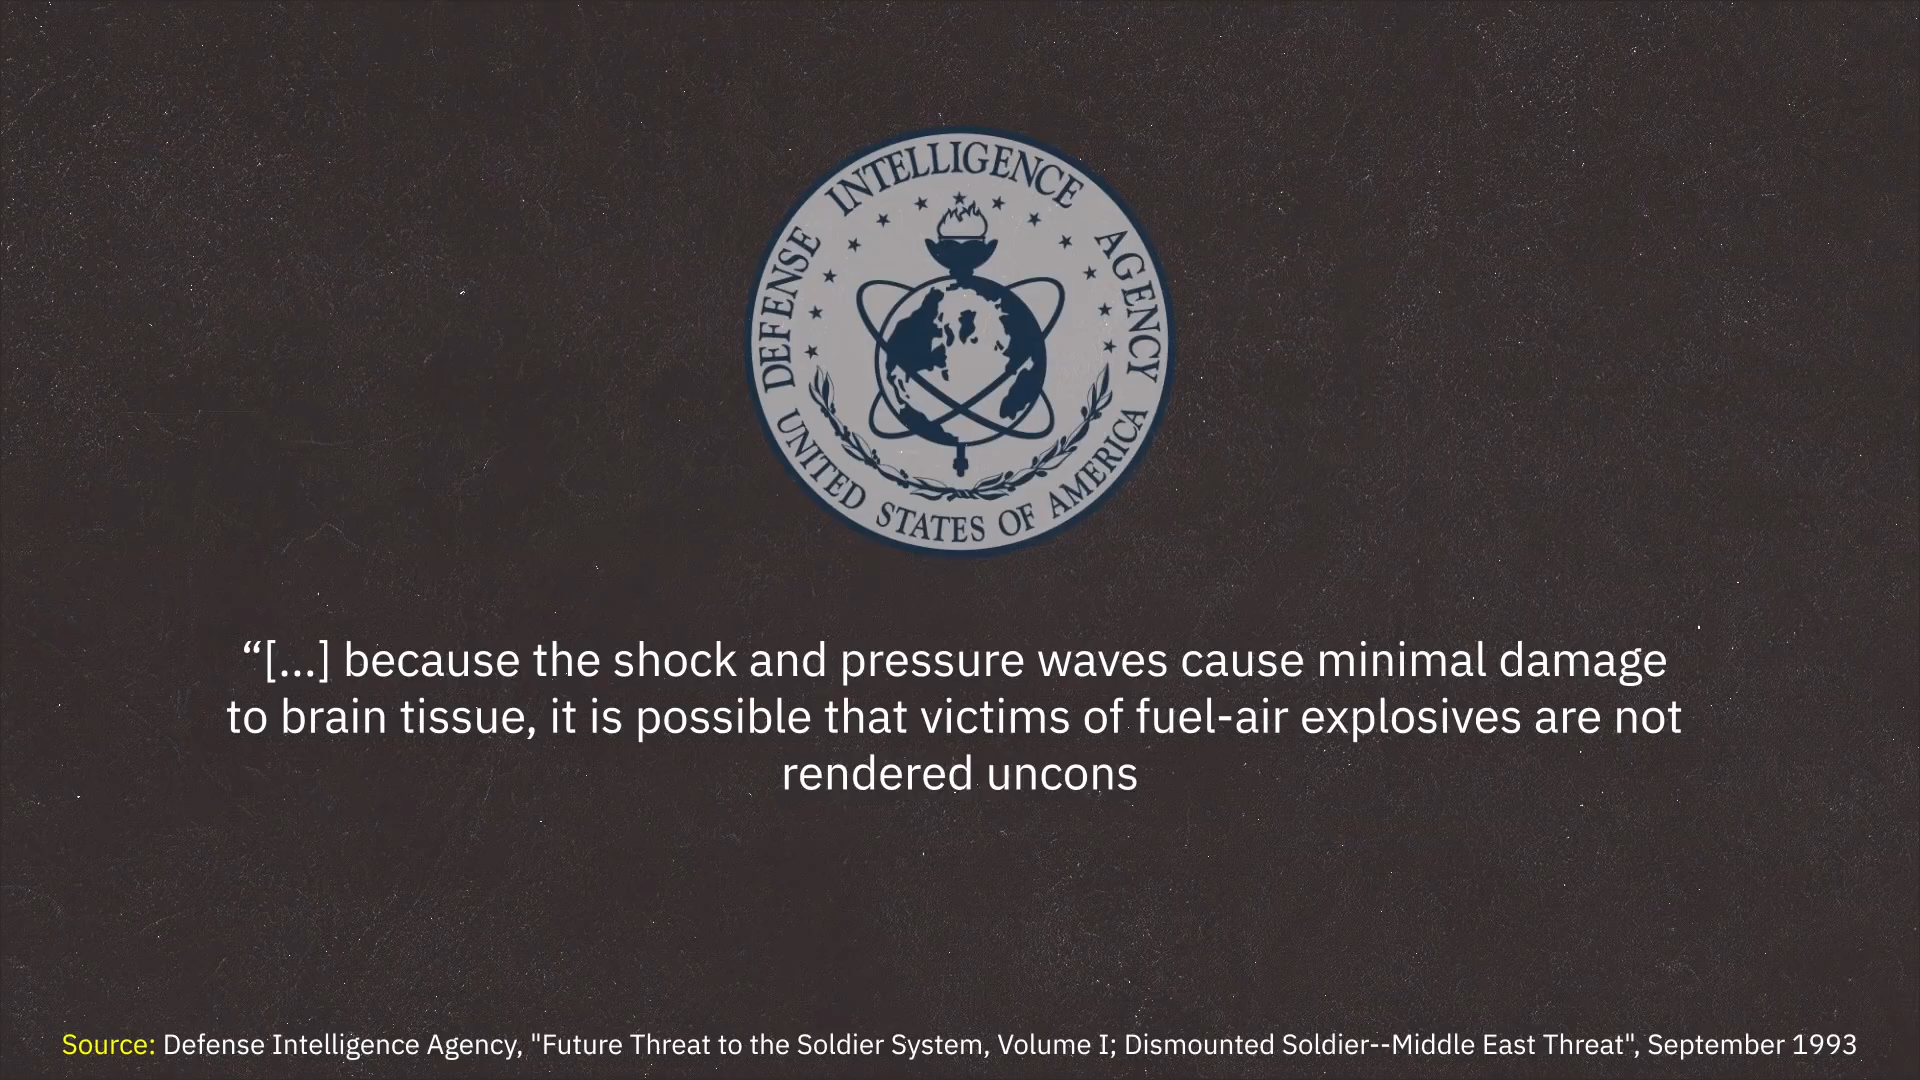 DEFENSE INTELLIGENCE AGENCY
UNITED STATES OF AMERICA
“[...] because the shock and pressure waves cause minimal damage
to brain tissue, it is possible that victims of fuel-air explosives are not
rendered uncons
Source: Defense Intelligence Agency, "Future Threat to the Soldier System, Volume I; Dismounted Soldier--Middle East Threat", September 1993